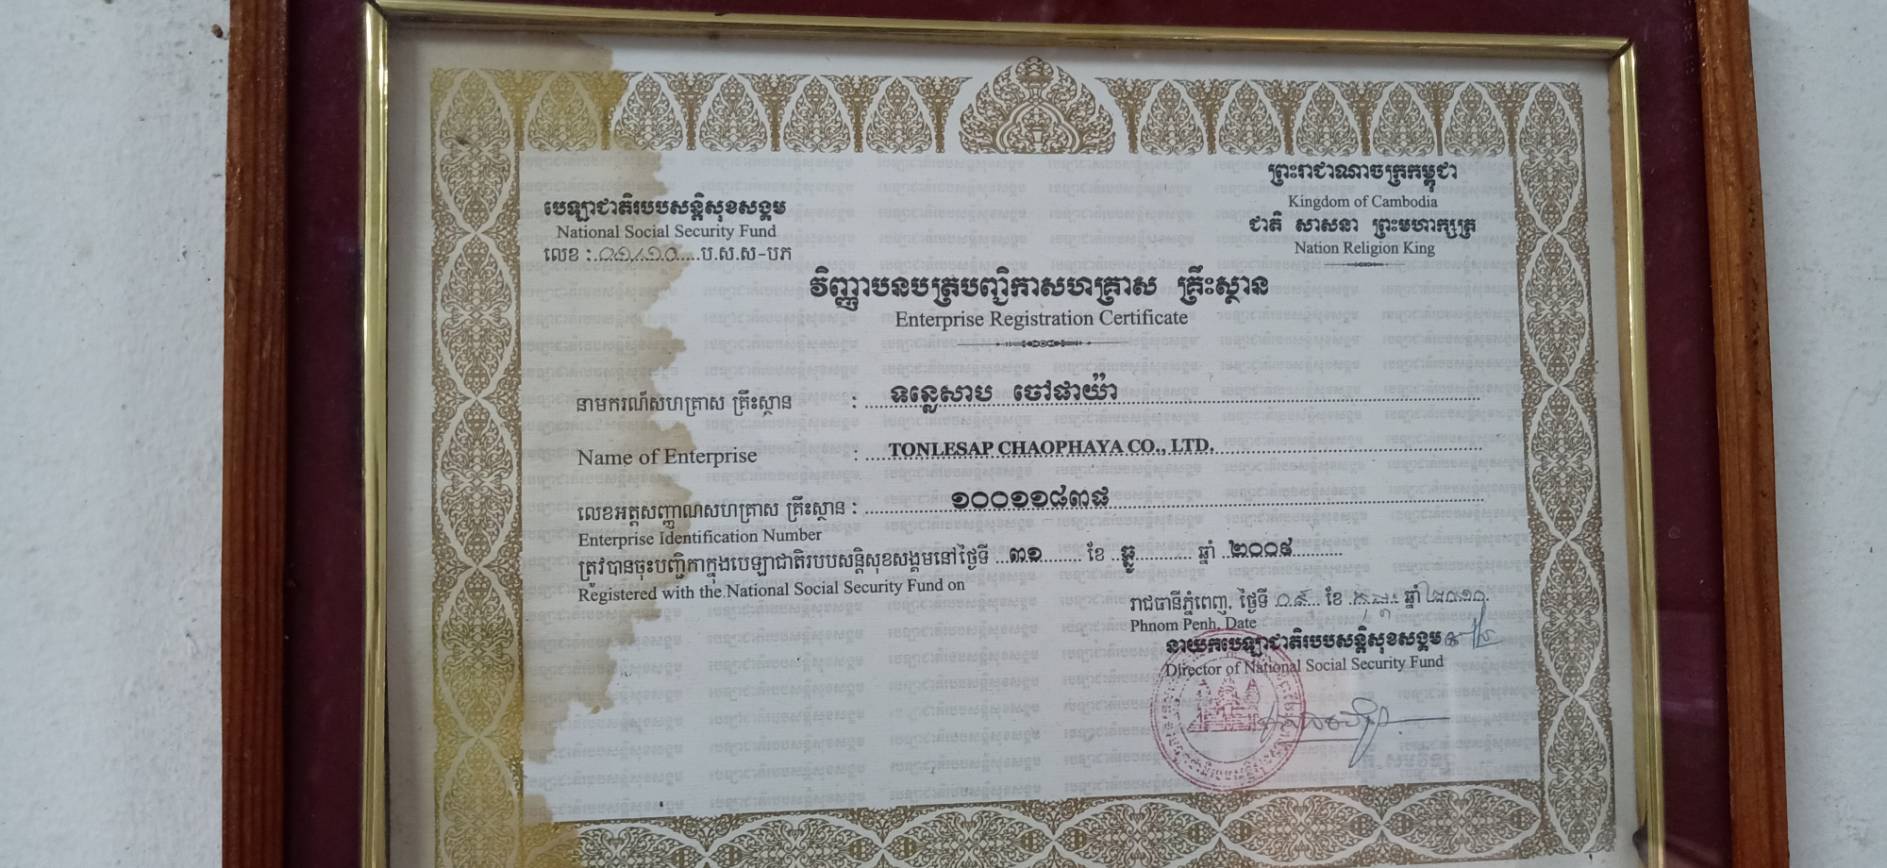 ព្រះរាជាណាចក្រកម្ពុជា
Kingdom of Cambodia
ជាតិ សាសនា ព្រះមហាក្សត្រ
Nation Religion King
បេឡាជាតិរបបសន្តិសុខសង្គម
National Social Security Fund
លេខ : ០១/១០ ប.ស.ស-បក
វិញ្ញាបនបត្របញ្ជិកាសហគ្រាស គ្រឹះស្ថាន
Enterprise Registration Certificate
នាមករណ៍សហគ្រាស គ្រឹះស្ថាន : ទន្លេសាប ចៅផាយ៉ា
Name of Enterprise : TONLESAP CHAOPHAYA CO., LTD.
លេខអត្តសញ្ញាណសហគ្រាស គ្រឹះស្ថាន : ១០០១១៨៣៥
Enterprise Identification Number
ត្រូវបានចុះបញ្ជិកាក្នុងបេឡាជាតិរបបសន្តិសុខសង្គមនៅថ្ងៃទី ៣១ ខែ ធ្នូ ឆ្នាំ ២០០៨
Registered with the National Social Security Fund on
រាជធានីភ្នំពេញ, ថ្ងៃទី ខែ ឆ្នាំ
Phnom Penh, Date
នាយកបេឡាជាតិរបបសន្តិសុខសង្គម
Director of National Social Security Fund